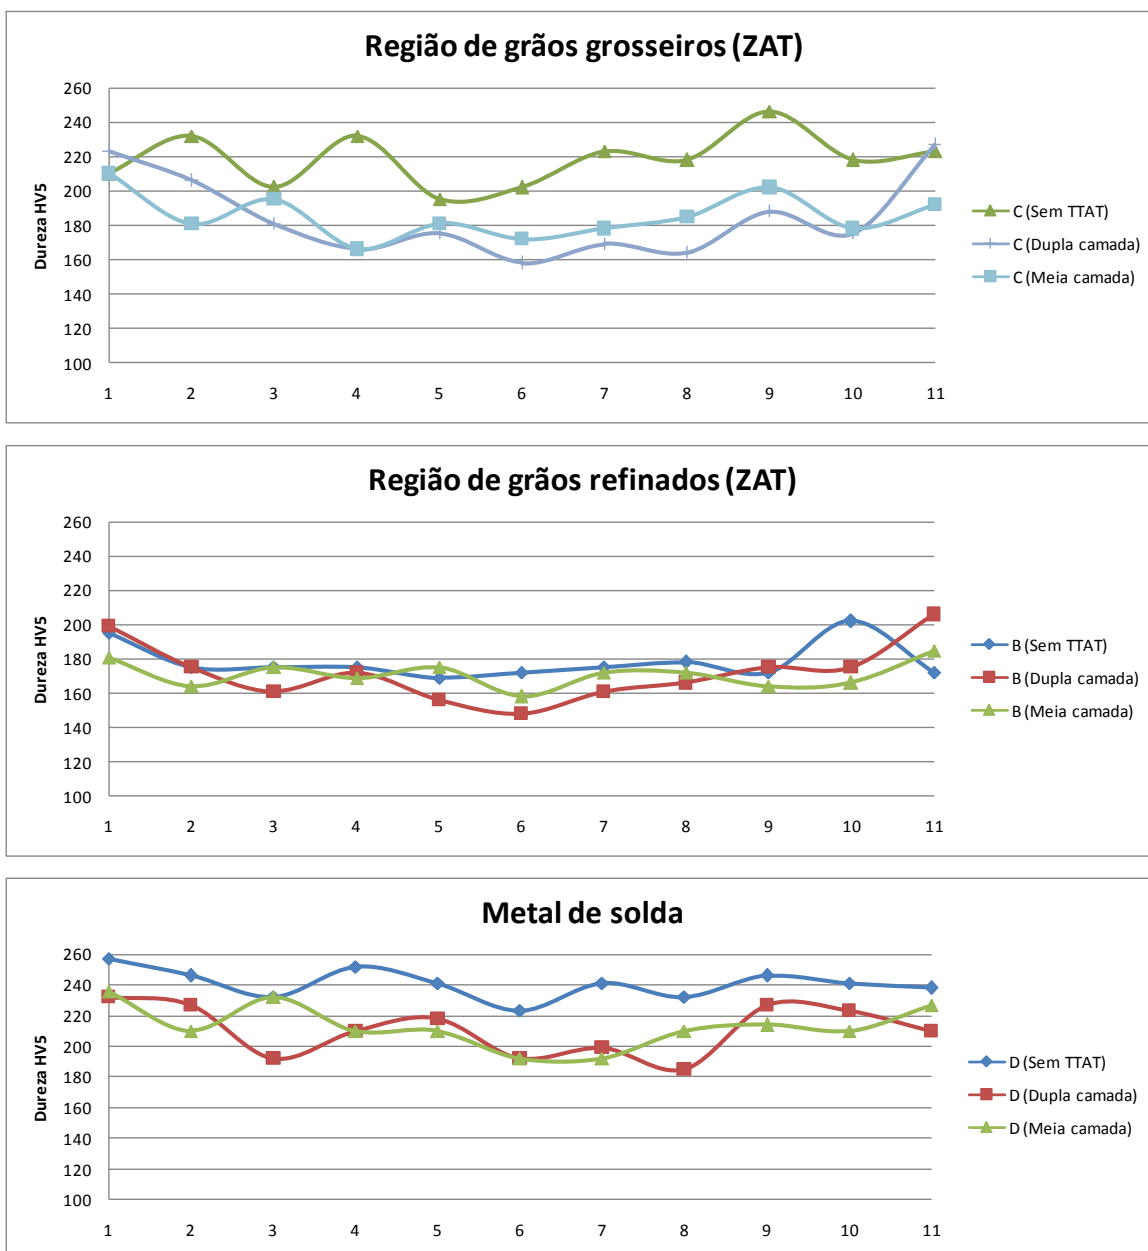 Região de grãos grosseiros (ZAT)
260
240
220
200
180
160
140
120
100
Dureza HV5
1 2 3 4 5 6 7 8 9 10 11
C (Sem TTAT)
C (Dupla camada)
C (Meia camada)
Região de grãos refinados (ZAT)
260
240
220
200
180
160
140
120
100
Dureza HV5
1 2 3 4 5 6 7 8 9 10 11
B (Sem TTAT)
B (Dupla camada)
B (Meia camada)
Metal de solda
260
240
220
200
180
160
140
120
100
Dureza HV5
1 2 3 4 5 6 7 8 9 10 11
D (Sem TTAT)
D (Dupla camada)
D (Meia camada)